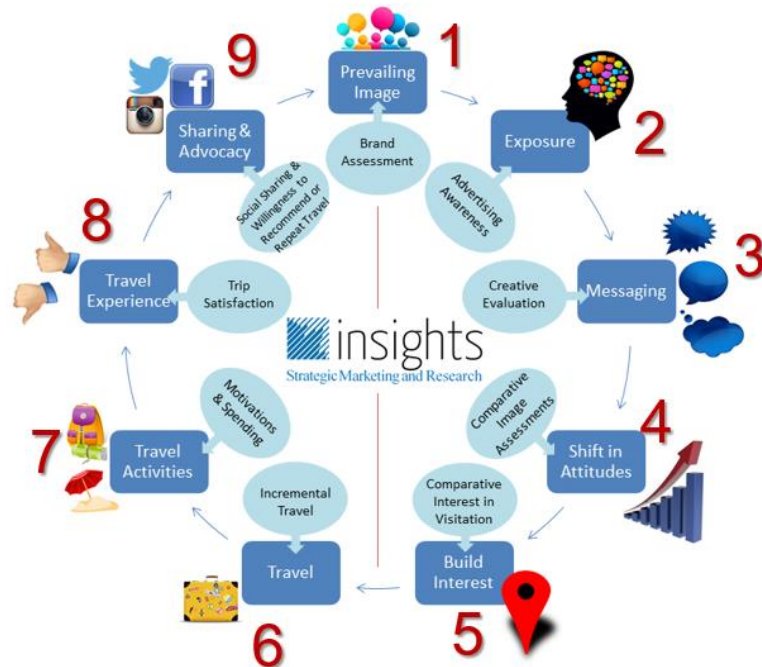 1
Prevailing
Image
Brand
Assessment
2
Exposure
Advertising
Awareness
3
Messaging
Creative
Evaluation
4
Shift in
Attitudes
Comparative
Image
Assessments
5
Build
Interest
Comparative
Interest in
Visitation
6
Travel
Incremental
Travel
7
Travel
Activities
Motivations
& Spending
8
Travel
Experience
Trip
Satisfaction
9
Sharing &
Advocacy
Social Sharing &
Willingness to
Recommend or
Repeat Travel
insights
Strategic Marketing and Research